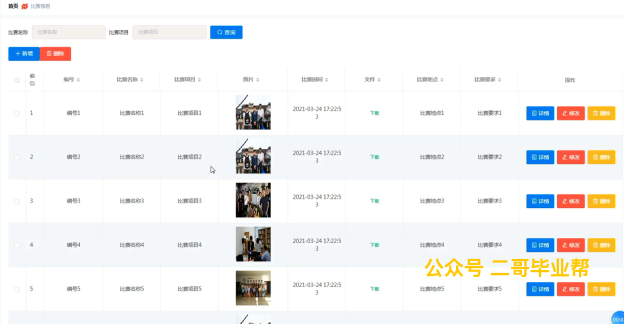 首页 比赛项目
比赛名称 比赛名称 比赛项目 比赛项目 查询
+ 新增 删除
索引 编号 比赛名称 比赛项目 图片 比赛时间 文件 比赛地点 比赛要求 操作
1 编号1 比赛名称1 比赛项目1 2021-03-24 17:22:53 下载 比赛地点1 比赛要求1 详情 修改 删除
2 编号2 比赛名称2 比赛项目2 2021-03-24 17:22:53 下载 比赛地点2 比赛要求2 详情 修改 删除
3 编号3 比赛名称3 比赛项目3 2021-03-24 17:22:53 下载 比赛地点3 比赛要求3 详情 修改 删除
4 编号4 比赛名称4 比赛项目4 2021-03-24 17:22:53 下载 比赛地点4 比赛要求4 详情 修改 删除
公众号 二哥毕业帮
5 编号5 比赛名称5 比赛项目5 2021-03-24 17:22:53 下载 比赛地点5 比赛要求5 详情 修改 删除